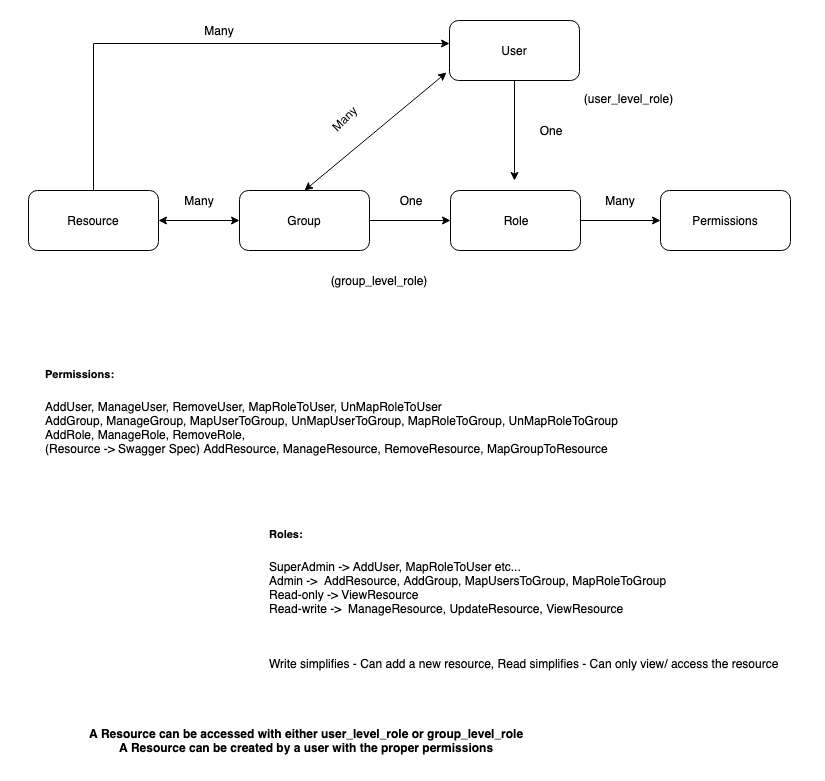 Many
User
(user_level_role)
Many
One
Resource
Many
Group
One
Role
Many
Permissions
(group_level_role)
Permissions:
AddUser, ManageUser, RemoveUser, MapRoleToUser, UnMapRoleToUser
AddGroup, ManageGroup, MapUserToGroup, UnMapUserToGroup, MapRoleToGroup, UnMapRoleToGroup
AddRole, ManageRole, RemoveRole,
(Resource -> Swagger Spec) AddResource, ManageResource, RemoveResource, MapGroupToResource
Roles:
SuperAdmin -> AddUser, MapRoleToUser etc...
Admin -> AddResource, AddGroup, MapUsersToGroup, MapRoleToGroup
Read-only -> ViewResource
Read-write -> ManageResource, UpdateResource, ViewResource
Write simplifies - Can add a new resource, Read simplifies - Can only view/ access the resource
A Resource can be accessed with either user_level_role or group_level_role
A Resource can be created by a user with the proper permissions